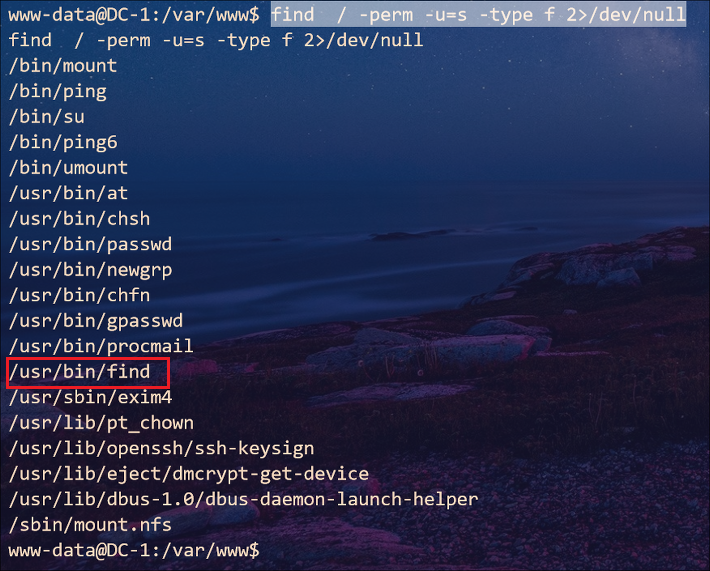 www-data@DC-1:/var/www$ find  / -perm -u=s -type f 2>/dev/null
find  / -perm -u=s -type f 2>/dev/null
/bin/mount
/bin/ping
/bin/su
/bin/ping6
/bin/umount
/usr/bin/at
/usr/bin/chsh
/usr/bin/passwd
/usr/bin/newgrp
/usr/bin/chfn
/usr/bin/gpasswd
/usr/bin/procmail
/usr/bin/find
/usr/sbin/exim4
/usr/lib/pt_chown
/usr/lib/openssh/ssh-keysign
/usr/lib/eject/dmcrypt-get-device
/usr/lib/dbus-1.0/dbus-daemon-launch-helper
/sbin/mount.nfs
www-data@DC-1:/var/www$